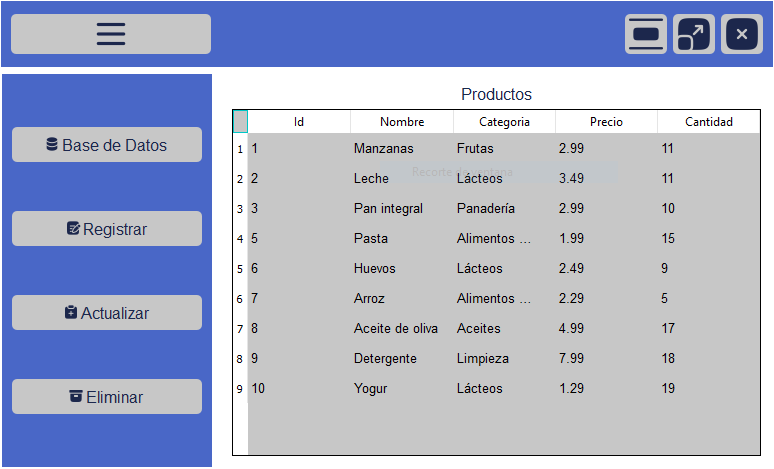 Productos
Id Nombre Categoria Precio Cantidad
1 1 Manzanas Frutas 2.99 11
Recorte de ventana
2 2 Leche Lácteos 3.49 11
3 3 Pan integral Panadería 2.99 10
4 5 Pasta Alimentos ... 1.99 15
5 6 Huevos Lácteos 2.49 9
6 7 Arroz Alimentos ... 2.29 5
7 8 Aceite de oliva Aceites 4.99 17
8 9 Detergente Limpieza 7.99 18
9 10 Yogur Lácteos 1.29 19
Base de Datos
Registrar
Actualizar
Eliminar